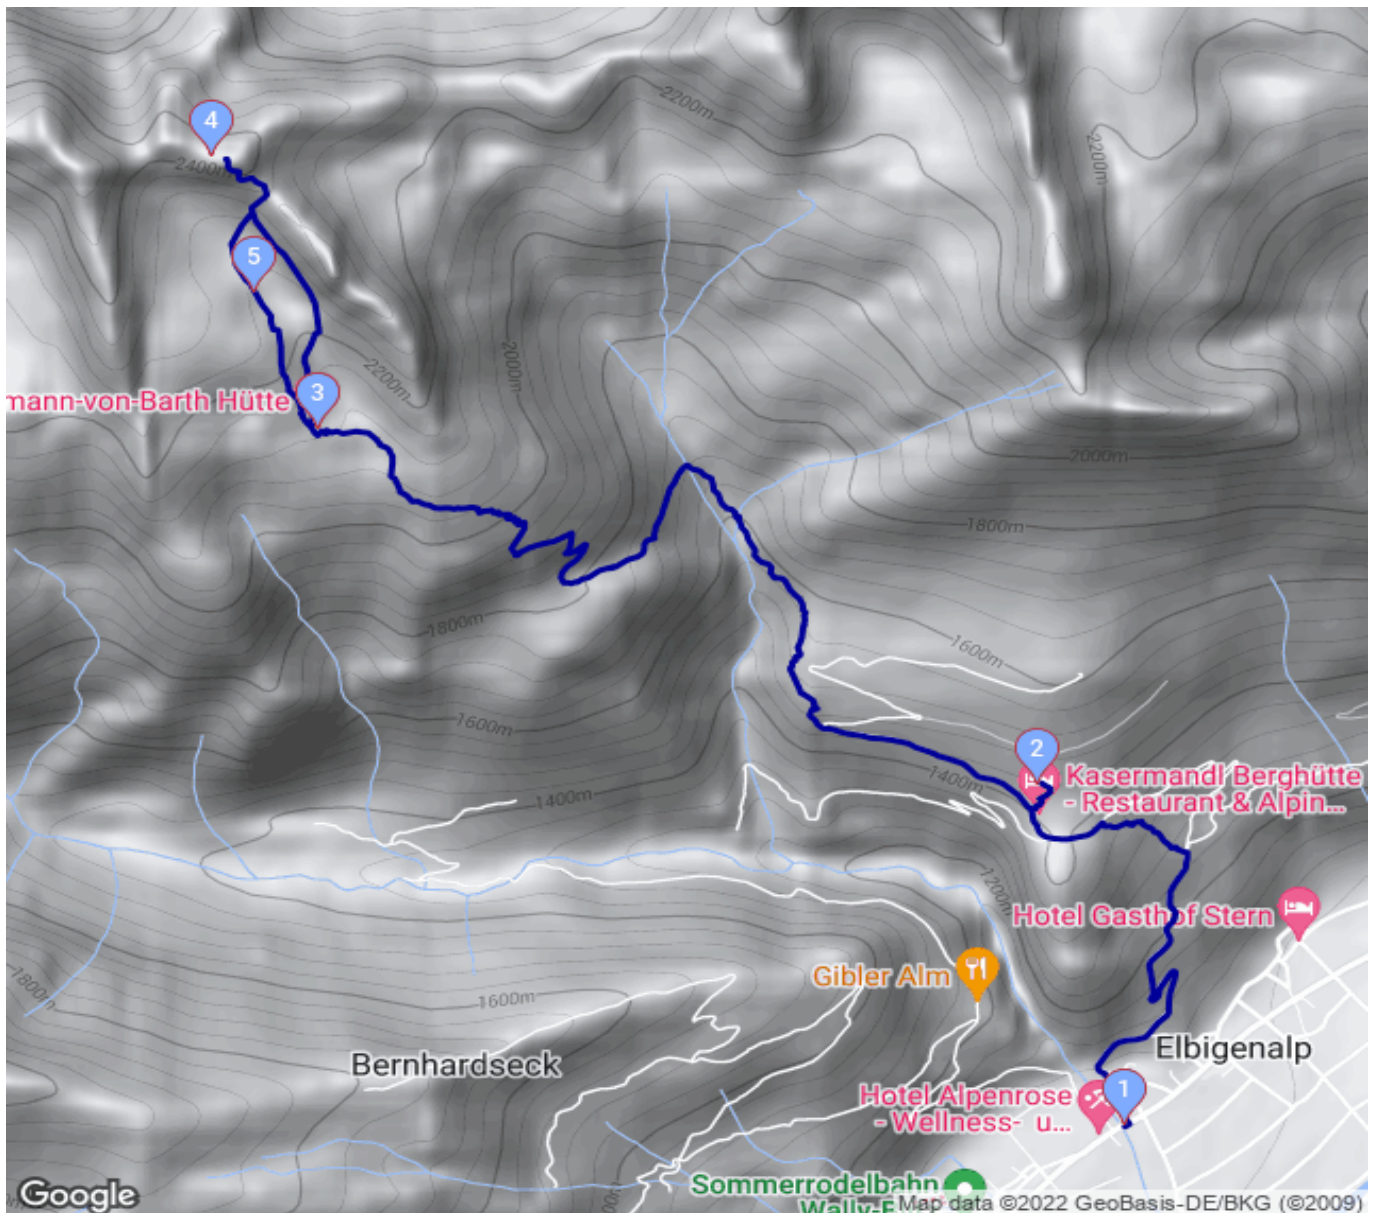 2200m
4
2400m
2200m
5
2000m
2200m
3
mann-von-Barth Hütte
2000m
1800m
1800m
1600m
1600m
2
Kasermandl Berghütte
- Restaurant & Alpin...
1400m
1400m
1200m
Hotel Gasthof Stern
Gibler Alm
1800m
1600m
Elbigenalp
Bernhardseck
1
Hotel Alpenrose
- Wellness- u...
Sommerrodelbahn
Google
Map data ©2022 GeoBasis-DE/BKG (©2009)